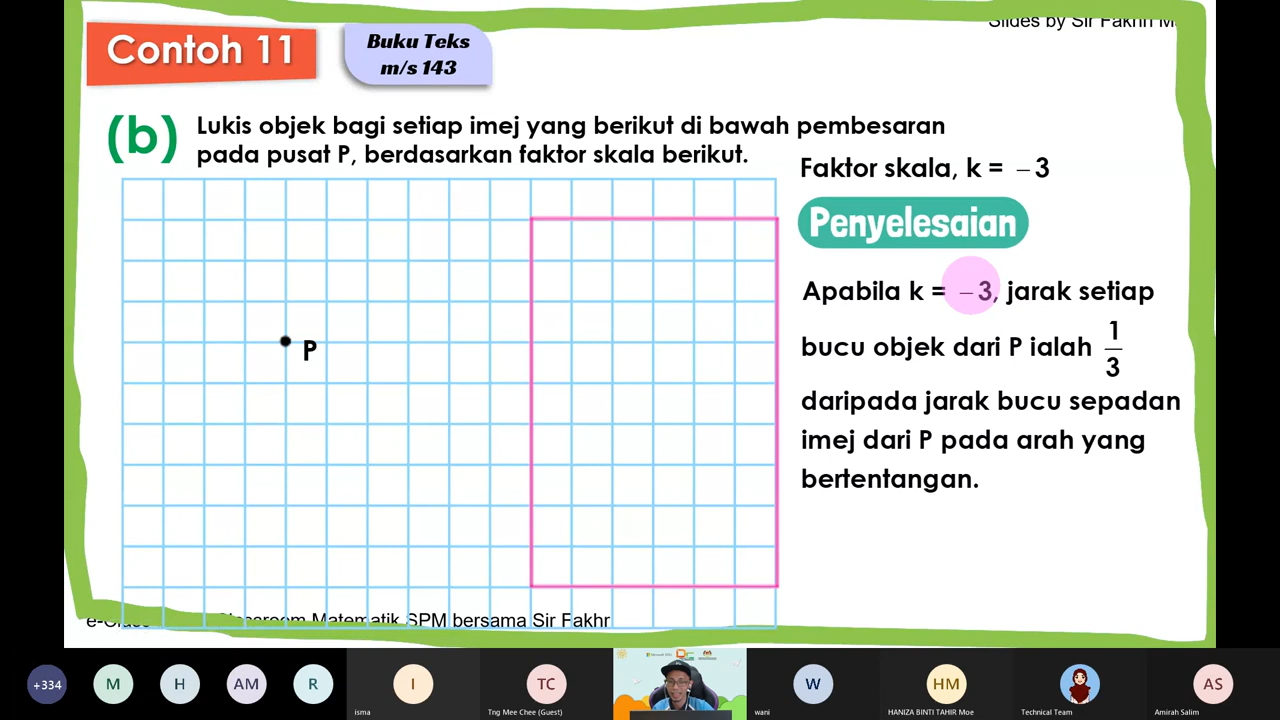 Slides by Sir Fakhri M
Contoh 11
Buku Teks
m/s 143
(b)
Lukis objek bagi setiap imej yang berikut di bawah pembesaran
pada pusat P, berdasarkan faktor skala berikut.
Faktor skala, k = −3
Penyelesaian
Apabila k = −3, jarak setiap
bucu objek dari P ialah 1/3
daripada jarak bucu sepadan
imej dari P pada arah yang
bertentangan.
P
Matematik SPM bersama Sir Fakhr
+334
M
H
AM
R
I
isma
TC
Tng Mee Chee (Guest)
W
wani
HM
HANIZA BINTI TAHIR Moe
Technical Team
AS
Amirah Salim